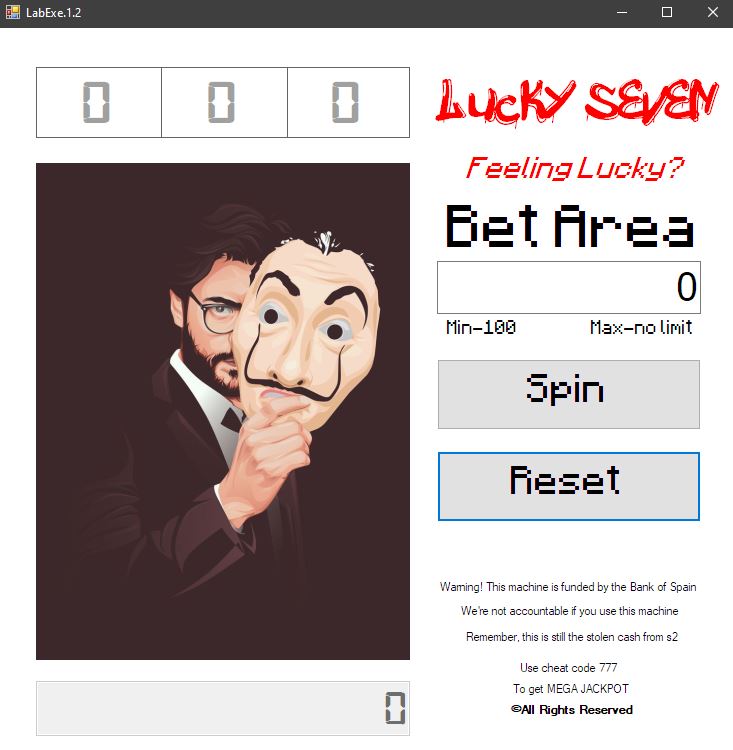 LabExe.1.2
0 0 0
Lucky Seven
Feeling Lucky?
Bet Area
0
Min-100 Max-no limit
Spin
Reset
Warning! This machine is funded by the Bank of Spain
We're not accountable if you use this machine
Remember, this is still the stolen cash from s2
Use cheat code 777
To get MEGA JACKPOT
©All Rights Reserved
0